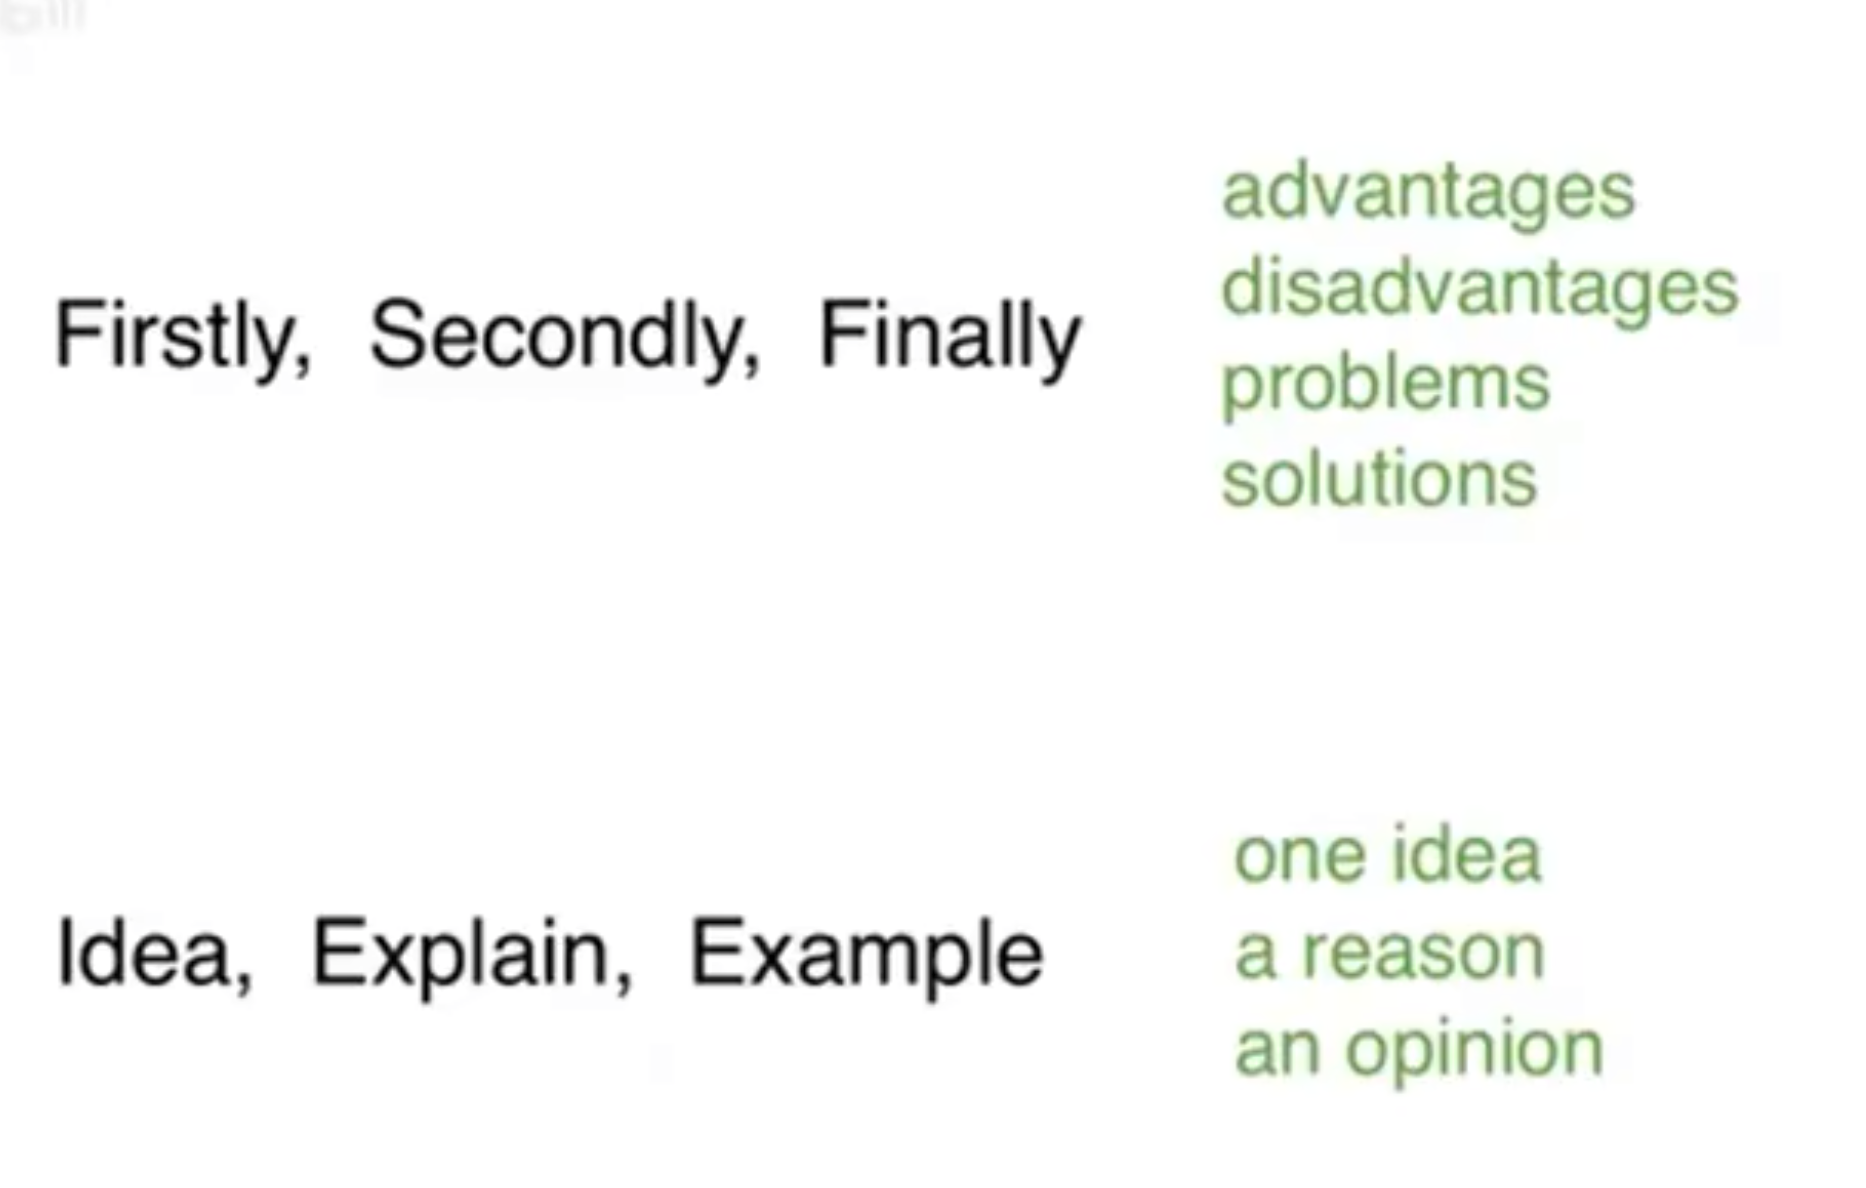 advantages
disadvantages
Firstly, Secondly, Finally
problems
solutions
one idea
Idea, Explain, Example
a reason
an opinion